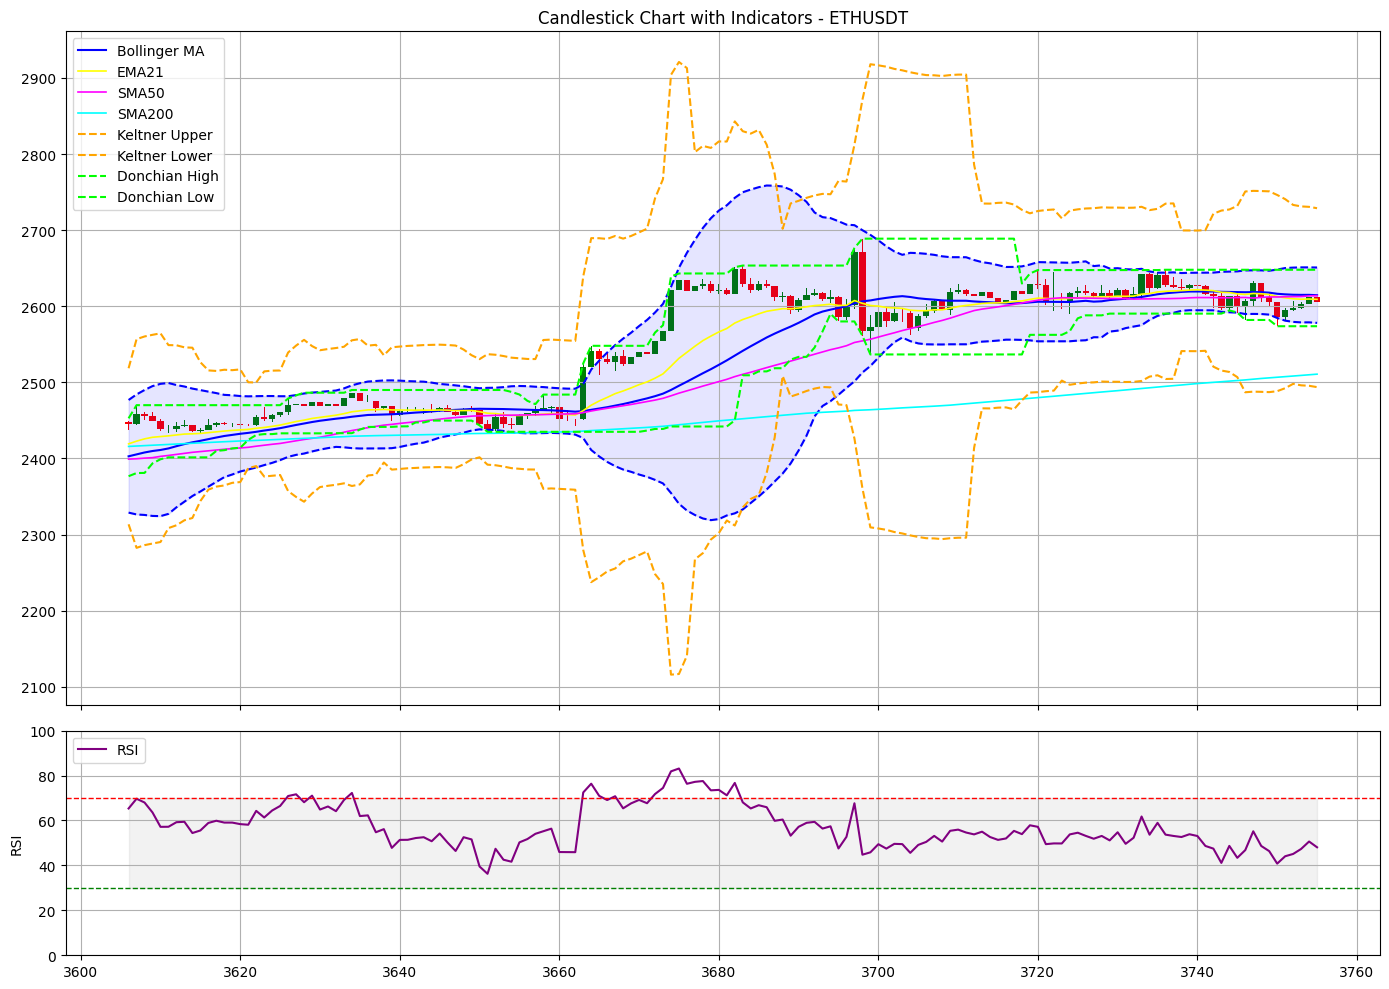 Candlestick Chart with Indicators - ETHUSDT
Bollinger MA
EMA21
SMA50
SMA200
Keltner Upper
Keltner Lower
Donchian High
Donchian Low
2900
2800
2700
2600
2500
2400
2300
2200
2100
RSI
100
80
60
40
20
0
RSI
3600 3620 3640 3660 3680 3700 3720 3740 3760